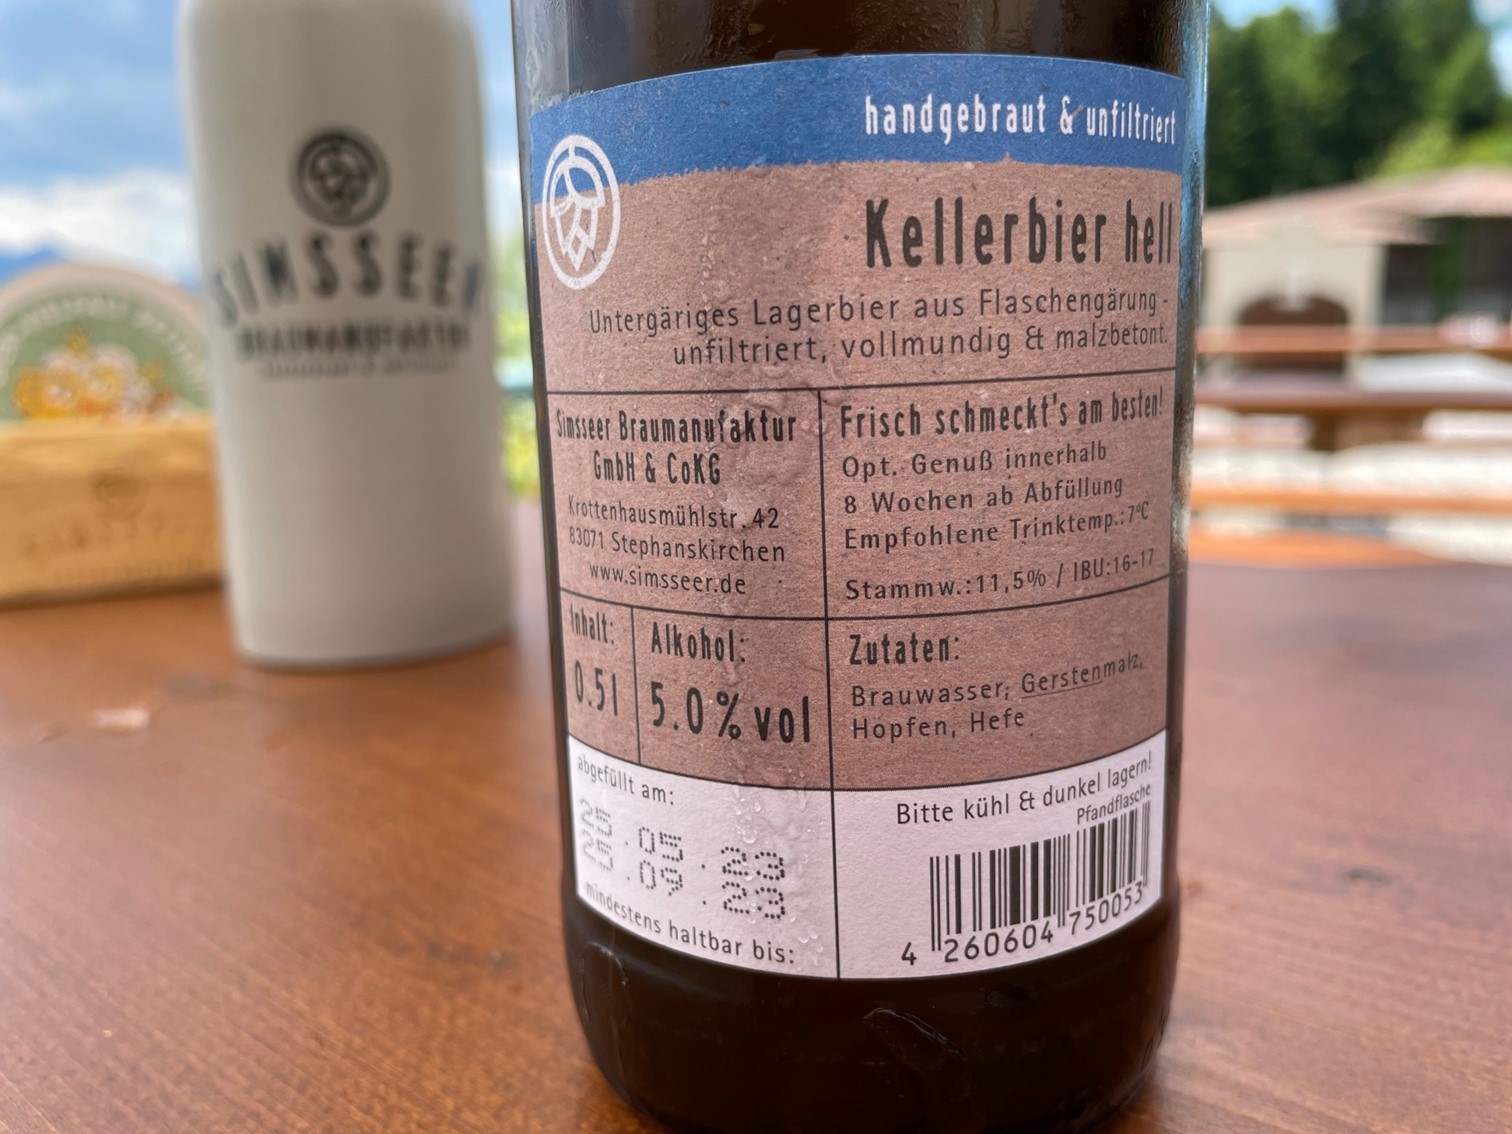 SIMSSEER
BRAUMANUFAKTUR
handgebraut & unfiltriert
Kellerbier hell
Untergäriges Lagerbier aus Flaschengärung -
unfiltriert, vollmundig & malzbetont.
Simsseer Braumanufaktur
GmbH & CoKG
Krottenhausmühlstr. 42
83071 Stephanskirchen
www.simsseer.de
Frisch schmeckt's am besten!
Opt. Genuß innerhalb
8 Wochen ab Abfüllung
Empfohlene Trinktemp.:7°C
Stammw.:11,5% / IBU:16-17
Inhalt:
0.5l
Alkohol:
5.0%vol
Zutaten:
Brauwasser, Gerstenmalz,
Hopfen, Hefe
abgefüllt am:
25.05.23
25.09.23
mindestens haltbar bis:
Bitte kühl & dunkel lagern!
Pfandflasche
4 260604 750053